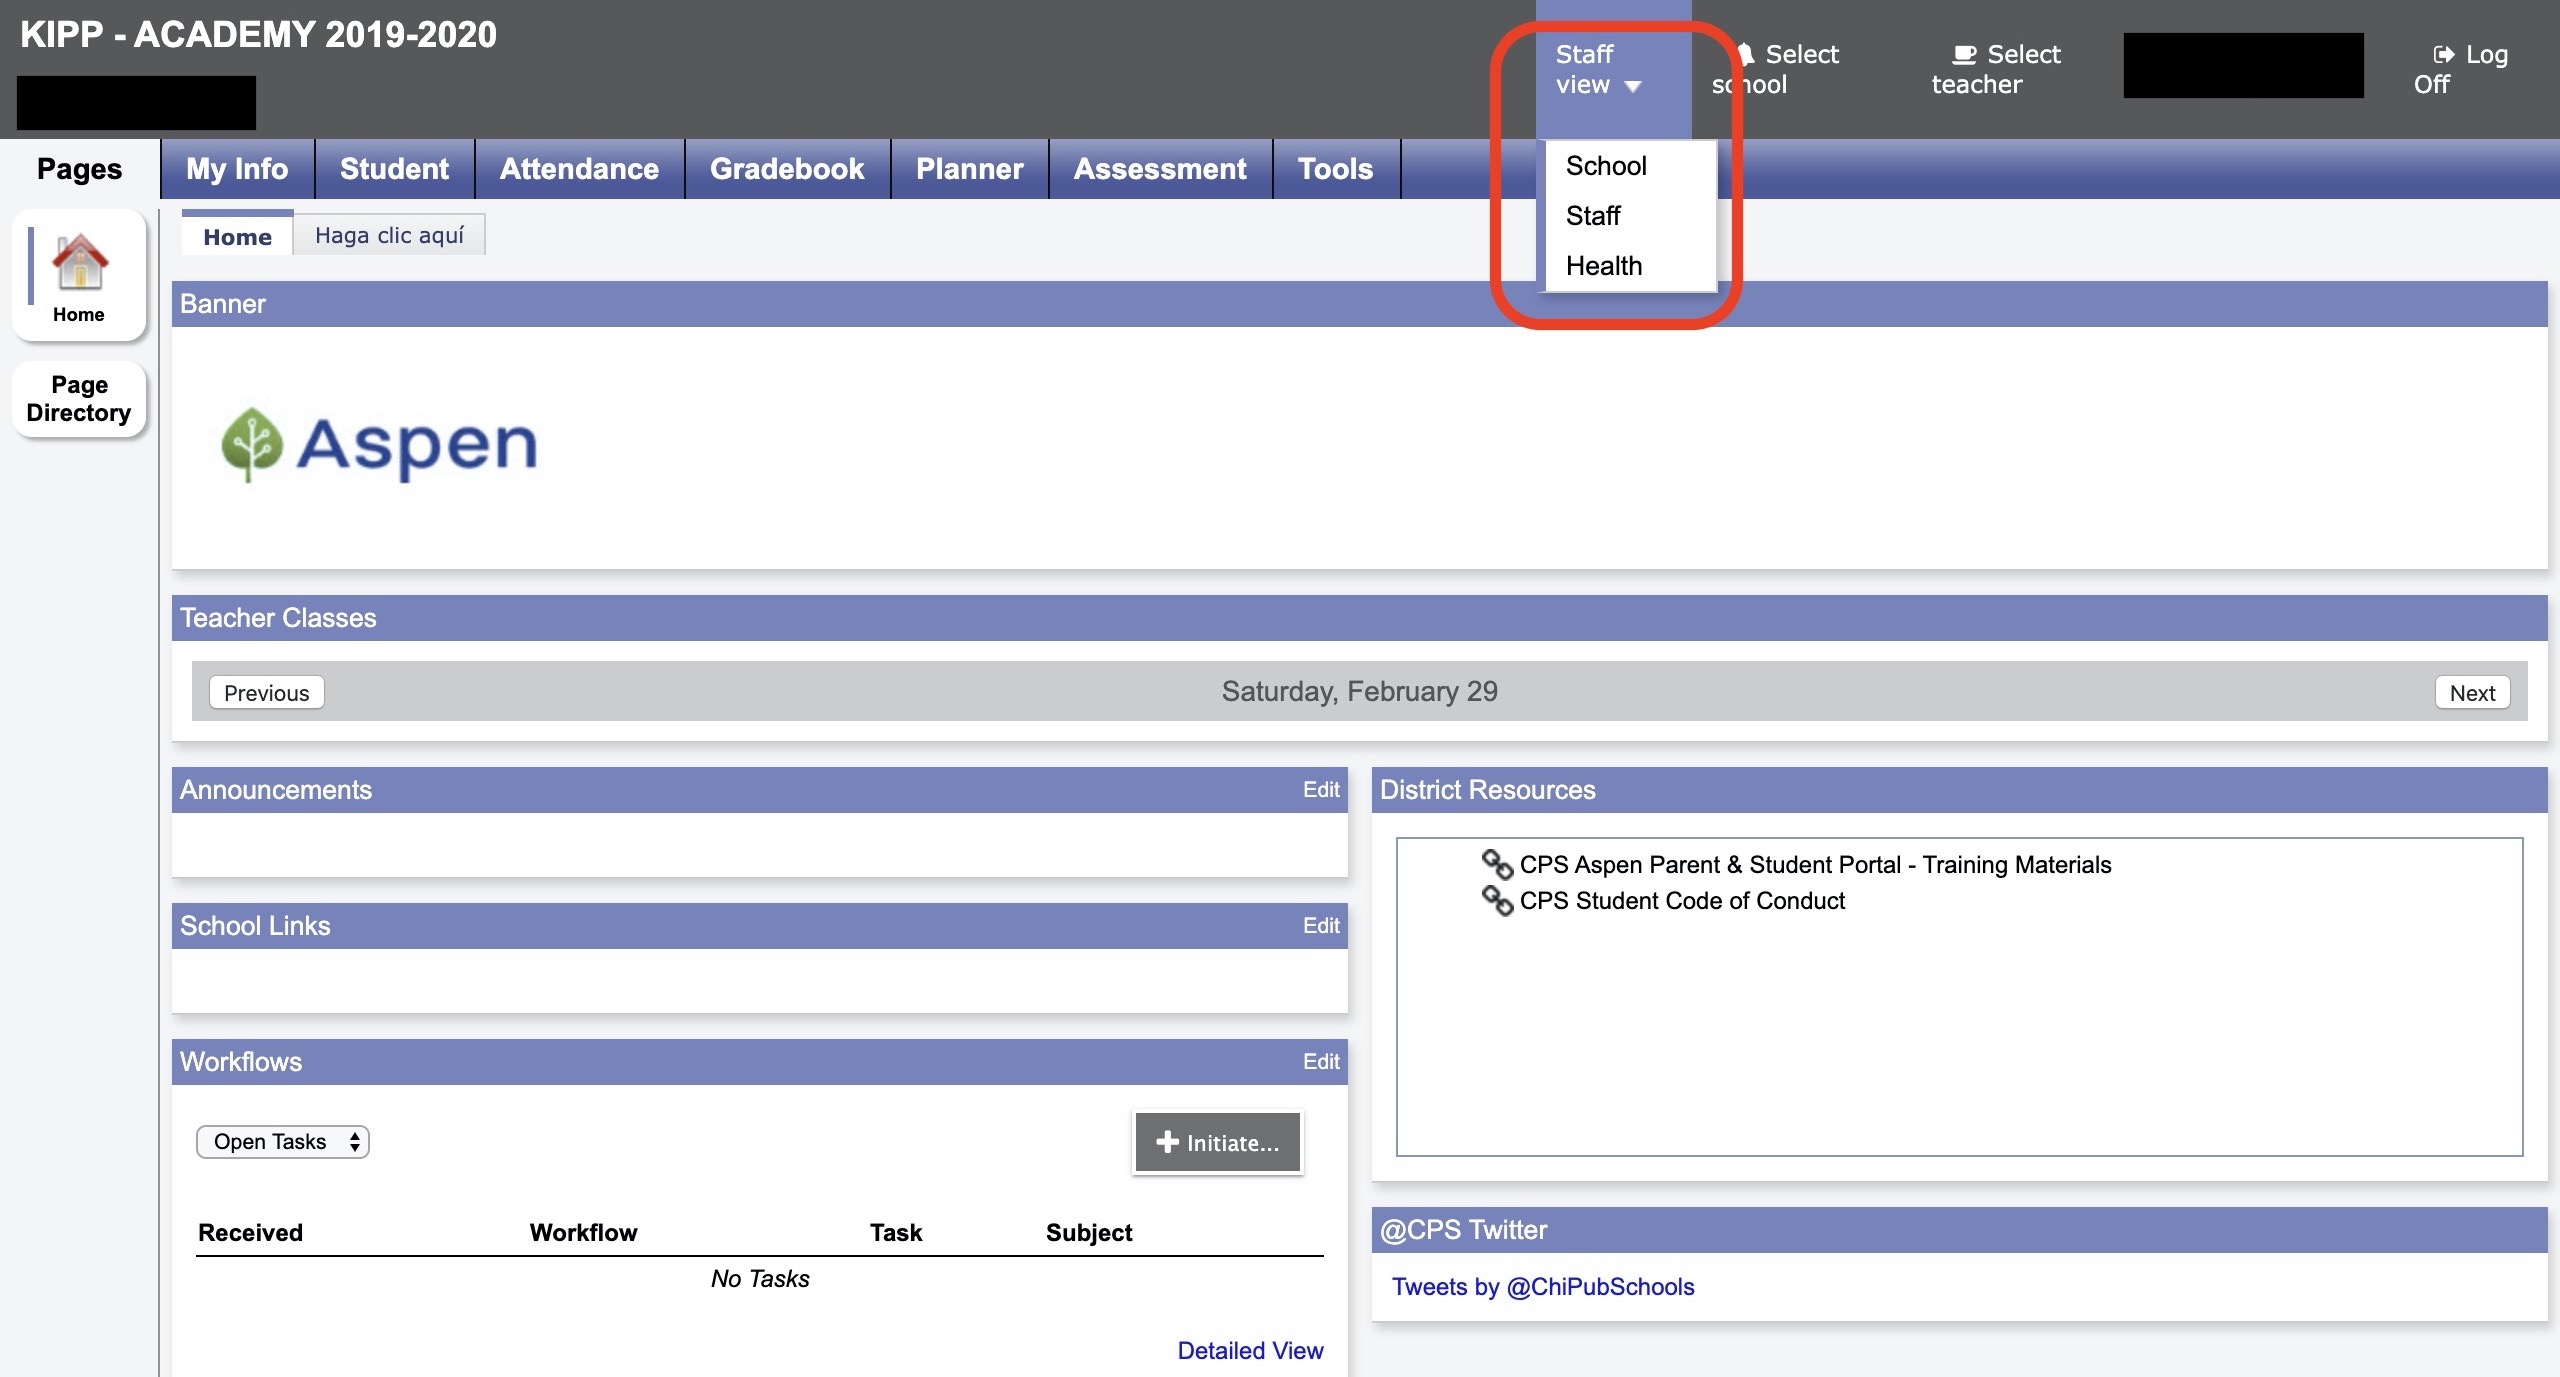 KIPP - ACADEMY 2019-2020
Staff
view
Select
school
Select
teacher
Log
Off
Pages
My Info
Student
Attendance
Gradebook
Planner
Assessment
Tools
School
Staff
Health
Home
Haga clic aquí
Home
Page
Directory
Banner
Aspen
Teacher Classes
Previous
Saturday, February 29
Next
Announcements
Edit
School Links
Edit
Workflows
Edit
Open Tasks
Initiate...
Received Workflow Task Subject
No Tasks
Detailed View
District Resources
CPS Aspen Parent & Student Portal - Training Materials
CPS Student Code of Conduct
@CPS Twitter
Tweets by @ChiPubSchools